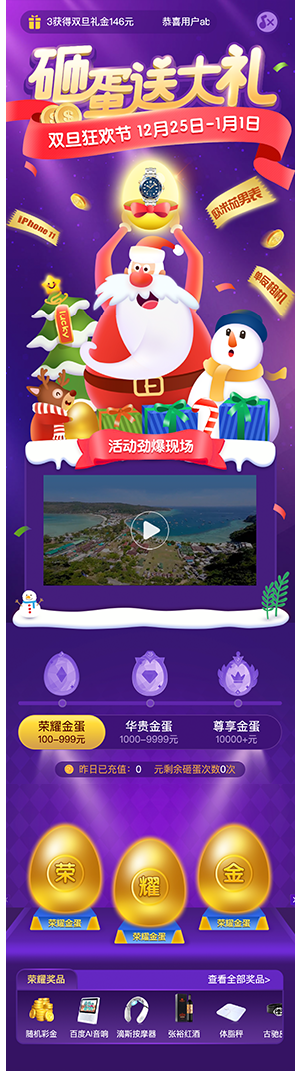 3获得双旦礼金146元 恭喜用户ab
砸蛋送大礼
双旦狂欢节 12月25日-1月1日
iPhone 11
欧米茄男表
单反相机
lucky
活动劲爆现场
荣耀金蛋 华贵金蛋 尊享金蛋
100-999元 1000-9999元 10000+元
昨日已充值：0 元剩余砸蛋次数0次
荣 耀 金
荣耀金蛋 荣耀金蛋 荣耀金蛋
荣耀奖品 查看全部奖品>
随机彩金 百度AI音响 滴斯按摩器 张裕红酒 体脂秤 古驰